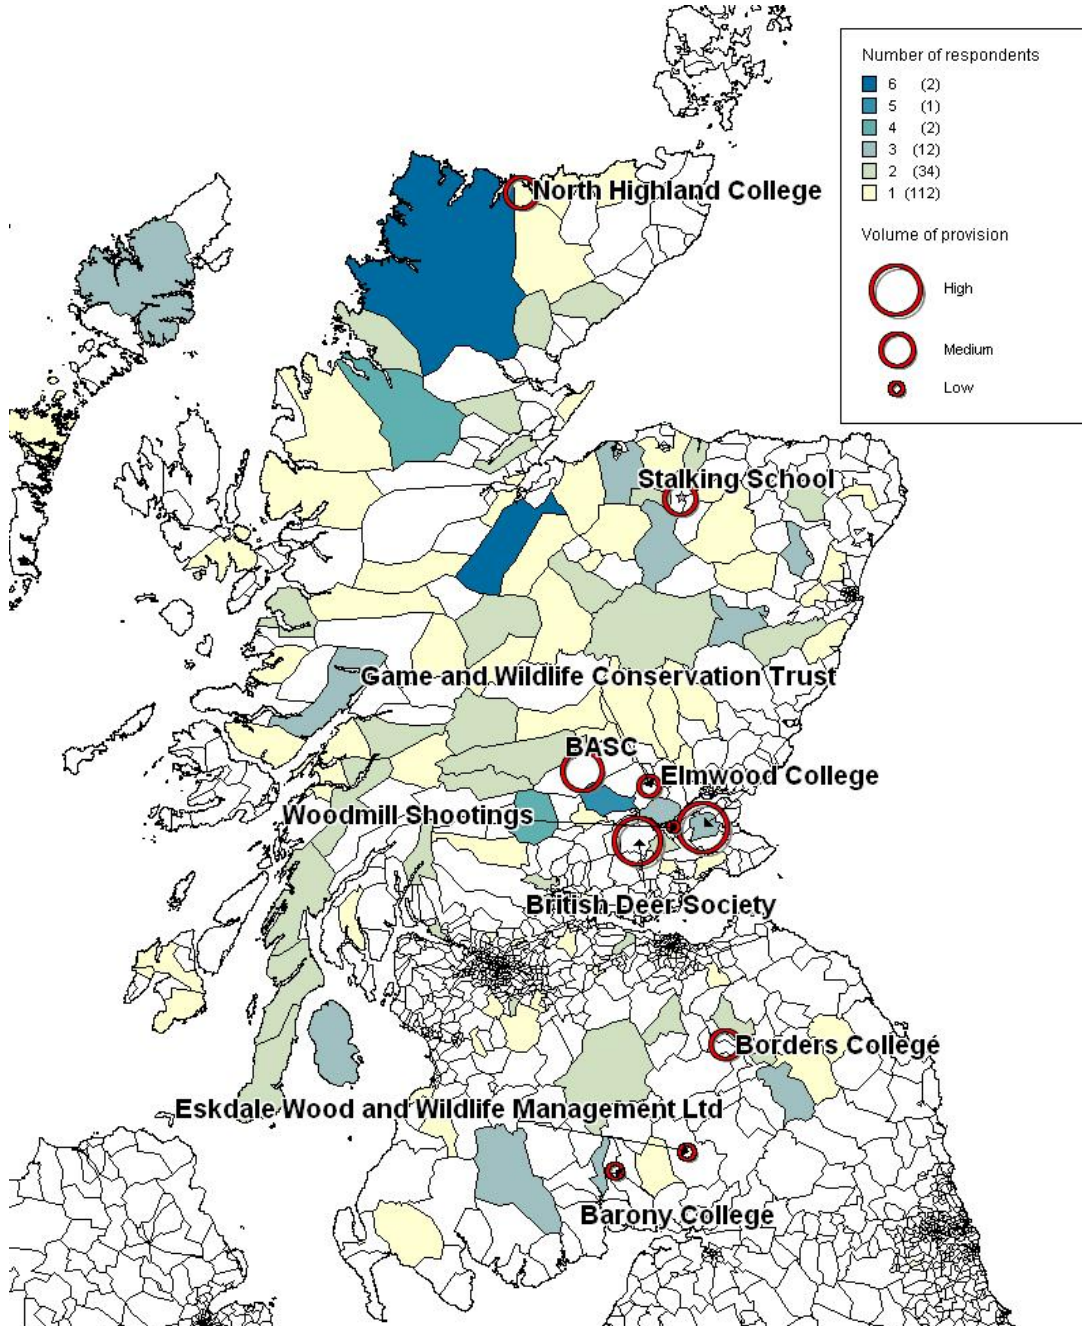 Number of respondents
6 (2)
5 (1)
4 (2)
3 (12)
2 (34)
1 (112)
Volume of provision
High
Medium
Low
North Highland College
Stalking School
Game and Wildlife Conservation Trust
BASC
Elmwood College
Woodmill Shootings
British Deer Society
Borders College
Eskdale Wood and Wildlife Management Ltd
Barony College